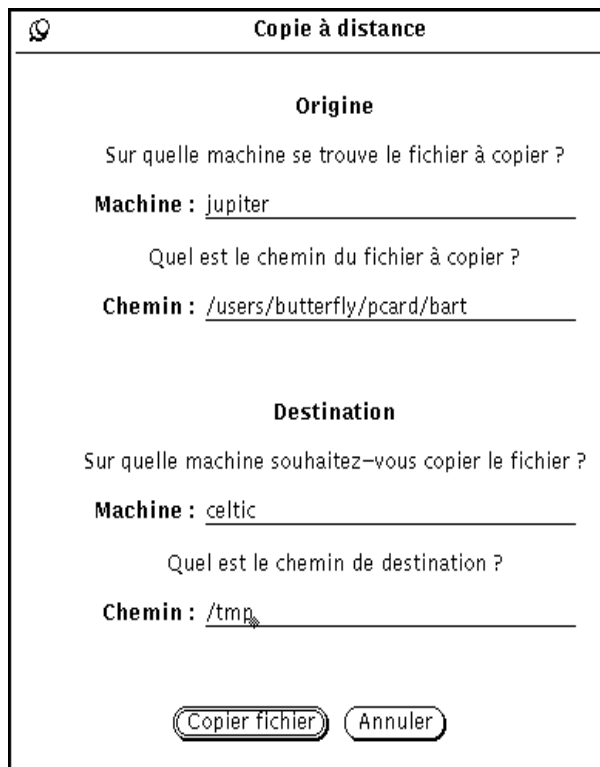 Copie à distance
Origine
Sur quelle machine se trouve le fichier à copier ?
Machine : jupiter
Quel est le chemin du fichier à copier ?
Chemin : /users/butterfly/pcard/bart
Destination
Sur quelle machine souhaitez-vous copier le fichier ?
Machine : celtic
Quel est le chemin de destination ?
Chemin : /tmp
Copier fichier Annuler